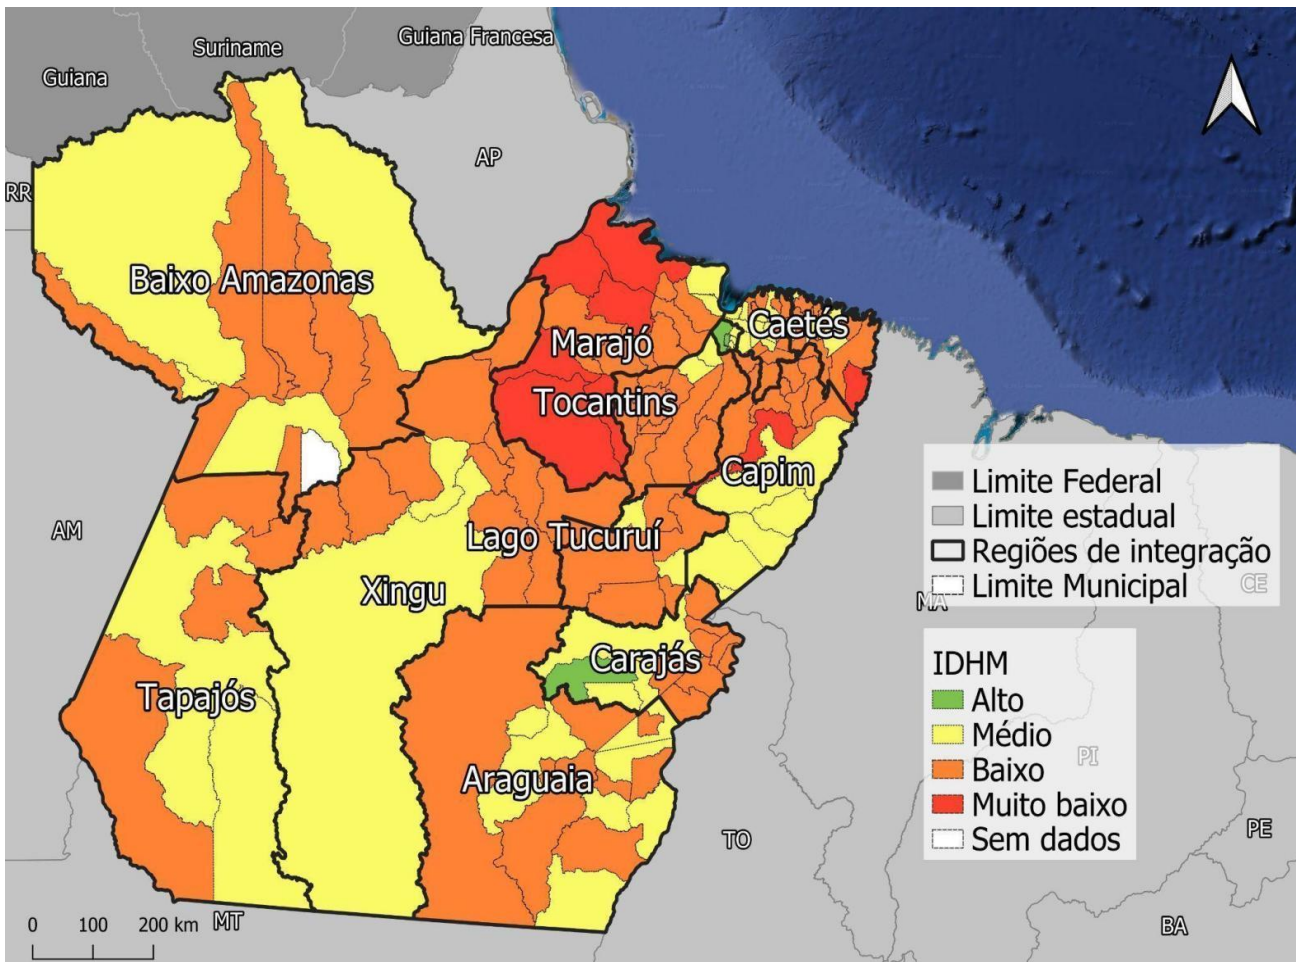 Suriname
Guiana Francesa
Guiana
AP
RR
Baixo Amazonas
Caetés
Marajó
Tocantins
Capim
AM
Lago Tucuruí
Xingu
Carajás
Tapajós
Araguaia
Limite Federal
Limite estadual
Regiões de integração
Limite Municipal
CE
MA
IDHM
Alto
Médio
Baixo
Muito baixo
Sem dados
PI
PE
TO
BA
MT
0 100 200 km